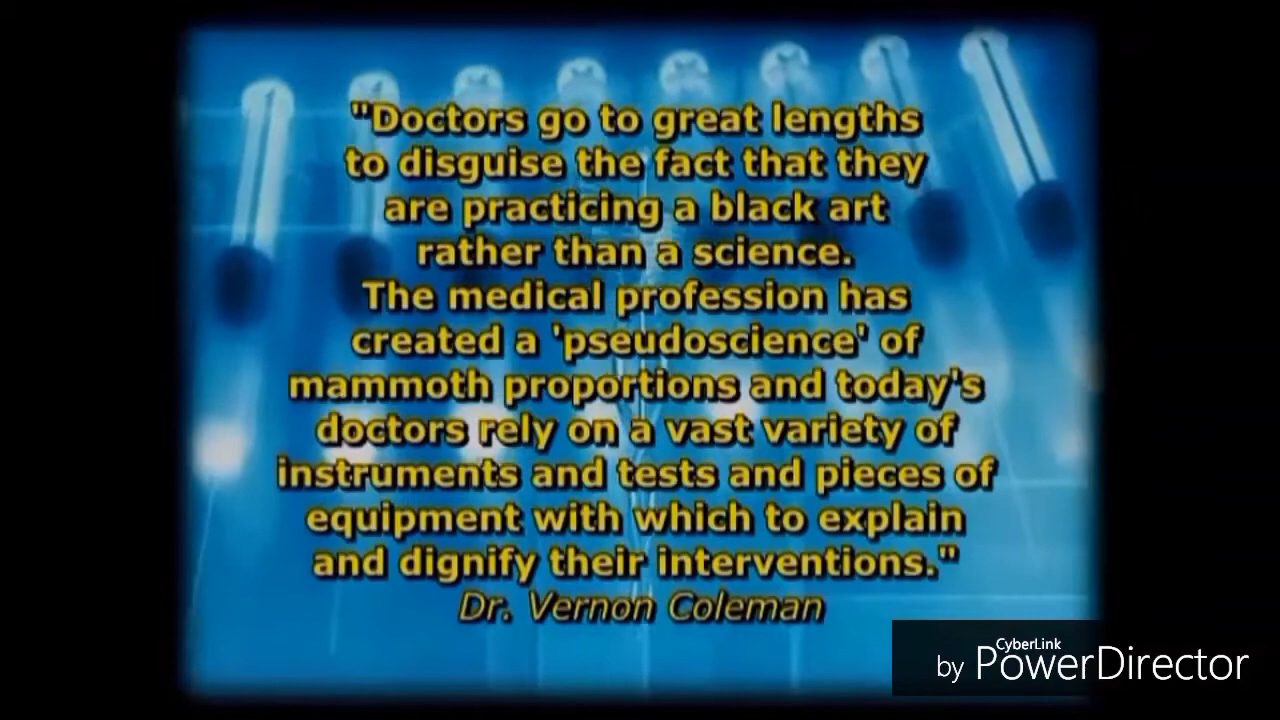 "Doctors go to great lengths
to disguise the fact that they
are practicing a black art
rather than a science.
The medical profession has
created a 'pseudoscience' of
mammoth proportions and today's
doctors rely on a vast variety of
instruments and tests and pieces of
equipment with which to explain
and dignify their interventions."
Dr. Vernon Coleman
CyberLink
by PowerDirector